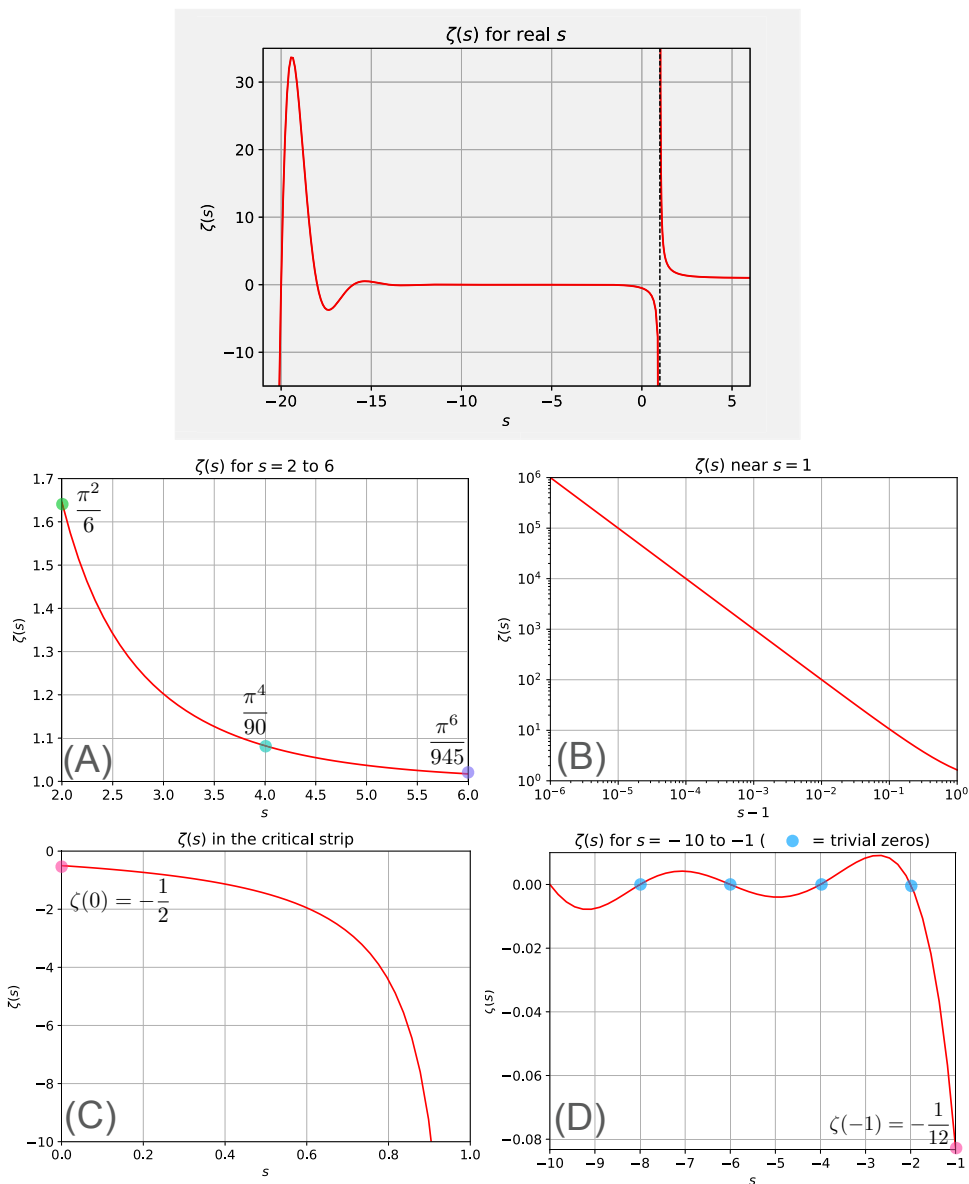 ζ(s) for real s
30
20
10
0
−10
ζ(s)
−20 −15 −10 −5 0 5
s
ζ(s) for s = 2 to 6
1.7
1.6
1.5
1.4
1.3
1.2
1.1
1.0
ζ(s)
π²/6
π⁴/90
π⁶/945
(A)
2.0 2.5 3.0 3.5 4.0 4.5 5.0 5.5 6.0
s
ζ(s) near s = 1
10⁶
10⁵
10⁴
10³
10²
10¹
10⁰
ζ(s)
(B)
10⁻⁶ 10⁻⁵ 10⁻⁴ 10⁻³ 10⁻² 10⁻¹ 10⁰
s − 1
ζ(s) in the critical strip
0
−2
−4
−6
−8
−10
ζ(s)
ζ(0) = −1/2
(C)
0.0 0.2 0.4 0.6 0.8 1.0
s
ζ(s) for s = −10 to −1 ( = trivial zeros)
0.00
−0.02
−0.04
−0.06
−0.08
ζ(s)
ζ(−1) = −1/12
(D)
−10 −9 −8 −7 −6 −5 −4 −3 −2 −1
s